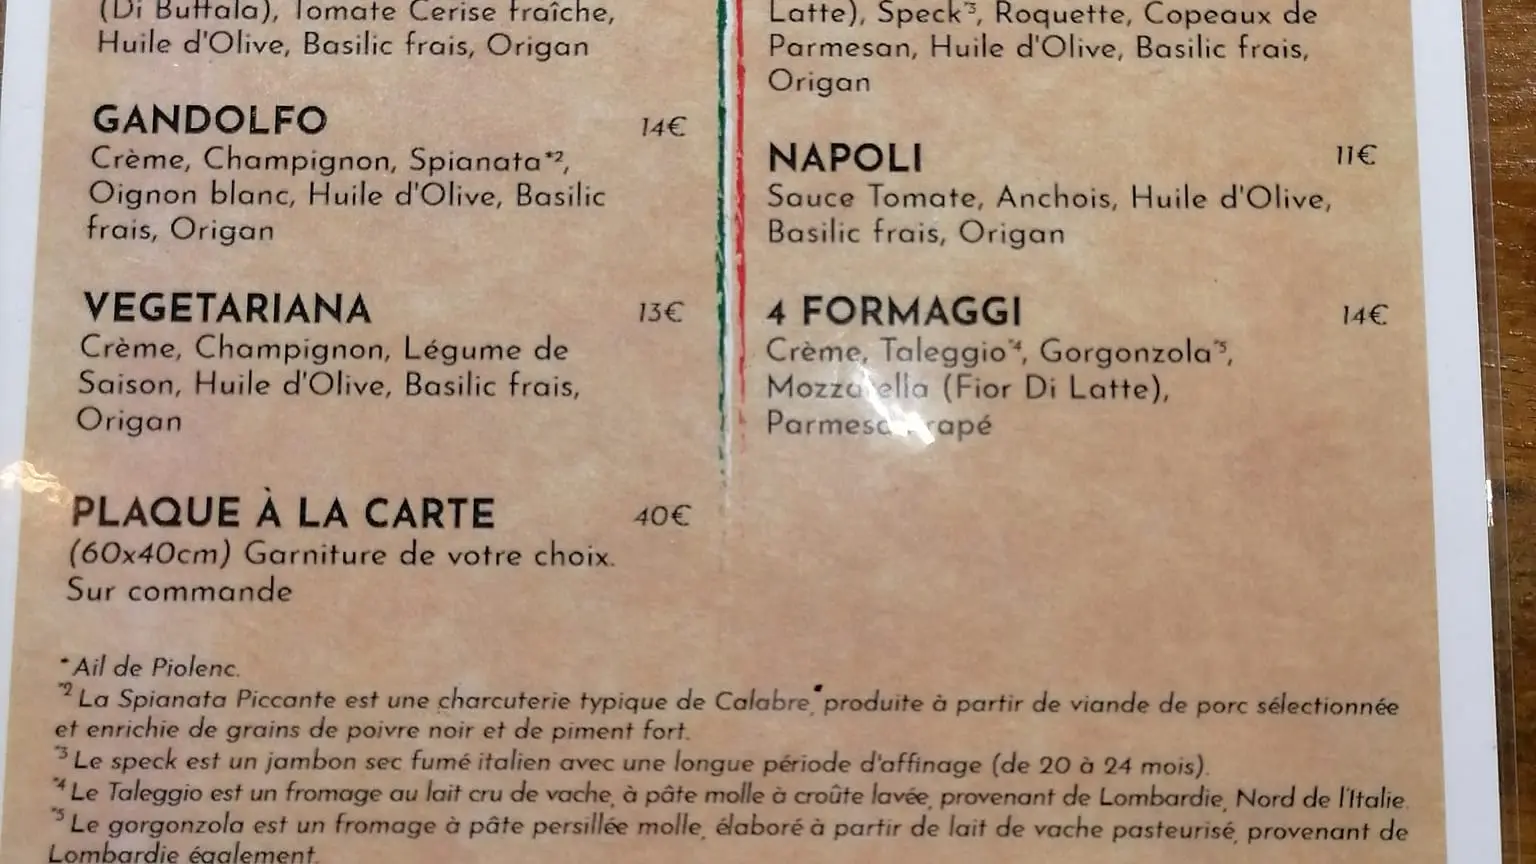 (Di Buffala), Tomate Cerise fraîche,
Huile d'Olive, Basilic frais, Origan
GANDOLFO 14€
Crème, Champignon, Spianata*²,
Oignon blanc, Huile d'Olive, Basilic
frais, Origan
VEGETARIANA 13€
Crème, Champignon, Légume de
Saison, Huile d'Olive, Basilic frais,
Origan
PLAQUE À LA CARTE 40€
(60x40cm) Garniture de votre choix.
Sur commande
Latte), Speck*³, Roquette, Copeaux de
Parmesan, Huile d'Olive, Basilic frais,
Origan
NAPOLI 11€
Sauce Tomate, Anchois, Huile d'Olive,
Basilic frais, Origan
4 FORMAGGI 14€
Crème, Taleggio*⁴, Gorgonzola*⁵,
Mozzarella (Fior Di Latte),
*Ail de Piolenc.
*² La Spianata Piccante est une charcuterie typique de Calabre, produite à partir de viande de porc sélectionnée
et enrichie de grains de poivre noir et de piment fort.
*³ Le speck est un jambon sec fumé italien avec une longue période d'affinage (de 20 à 24 mois).
*⁴ Le Taleggio est un fromage au lait cru de vache, à pâte molle à croûte lavée, provenant de Lombardie, Nord de l'Italie.
*⁵ Le gorgonzola est un fromage à pâte persillée molle, élaboré à partir de lait de vache pasteurisé, provenant de
Lombardie également.